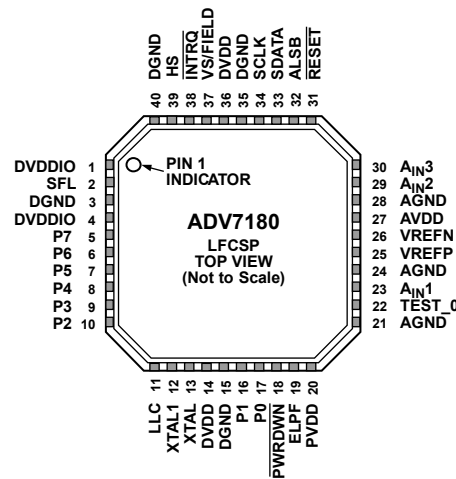 DGND 40
HS 39
INTRQ 38
VS/FIELD 37
DVDD 36
DGND 35
SCLK 34
SDATA 33
ALSB 32
RESET 31
DVDDIO 1
SFL 2
DGND 3
DVDDIO 4
P7 5
P6 6
P5 7
P4 8
P3 9
P2 10
PIN 1
INDICATOR
ADV7180
LFCSP
TOP VIEW
(Not to Scale)
30 AIN3
29 AIN2
28 AGND
27 AVDD
26 VREFN
25 VREFP
24 AGND
23 AIN1
22 TEST_0
21 AGND
LLC 11
XTAL1 12
XTAL 13
DVDD 14
DGND 15
P1 16
P0 17
PWRDWN 18
ELPF 19
PVDD 20